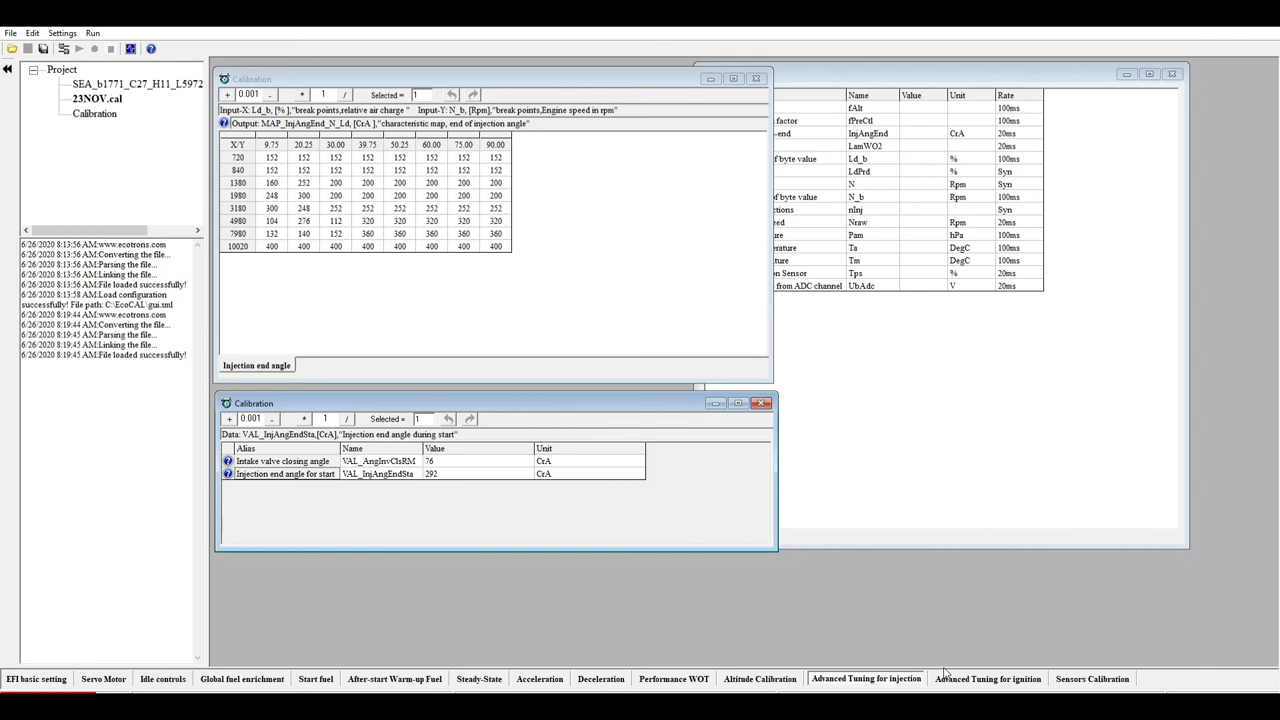 File Edit Settings Run
Project
SEA_b1771_C27_H11_L5972
23NOV.cal
Calibration
6/26/2020 8:13:56 AM:www.ecotrons.com
6/26/2020 8:13:56 AM:Converting the file...
6/26/2020 8:13:56 AM:Parsing the file...
6/26/2020 8:13:56 AM:Linking the file...
6/26/2020 8:13:56 AM:File loaded successfully!
6/26/2020 8:13:58 AM:Load configuration
successfully! File path: C:\EcoCAL\gui.xml
6/26/2020 8:19:44 AM:www.ecotrons.com
6/26/2020 8:19:44 AM:Converting the file...
6/26/2020 8:19:45 AM:Parsing the file...
6/26/2020 8:19:45 AM:Linking the file...
6/26/2020 8:19:45 AM:File loaded successfully!
Calibration
+ 0.001 - * 1 / Selected = 1
Input-X: Ld_b, [% ],"break points,relative air charge " Input-Y: N_b, [Rpm],"break points,Engine speed in rpm"
Output: MAP_InjAngEnd_N_Ld, [CrA ],"characteristic map, end of injection angle"
X/Y 9.75 20.25 30.00 39.75 50.25 60.00 75.00 90.00
720 152 152 152 152 152 152 152 152
840 152 152 152 152 152 152 152 152
1380 160 252 200 200 200 200 200 200
1980 248 300 200 200 200 200 200 200
3180 300 248 252 252 252 252 252 252
4980 104 276 112 320 320 320 320 320
7980 132 140 152 360 360 360 360 360
10020 400 400 400 400 400 400 400 400
Injection end angle
Name Value Unit Rate
fAlt 100ms
factor fPreCtl 100ms
-end InjAngEnd CrA 20ms
LamWO2 20ms
of byte value Ld_b % 100ms
LdPrd % Syn
N Rpm Syn
of byte value N_b Rpm 100ms
ctions nInj Syn
eed Nraw Rpm 20ms
ure Pam hPa 100ms
erature Ta DegC 100ms
ature Tm DegC 100ms
on Sensor Tps % 20ms
from ADC channel UbAdc V 20ms
Calibration
+ 0.001 - * 1 / Selected = 1
Data: VAL_InjAngEndSta,[CrA],"Injection end angle during start"
Alias Name Value Unit
Intake valve closing angle VAL_AngInvClsRM 76 CrA
Injection end angle for start VAL_InjAngEndSta 292 CrA
EFI basic setting Servo Motor Idle controls Global fuel enrichment Start fuel After-start Warm-up Fuel Steady-State Acceleration Deceleration Performance WOT Altitude Calibration Advanced Tuning for injection Advanced Tuning for ignition Sensors Calibration